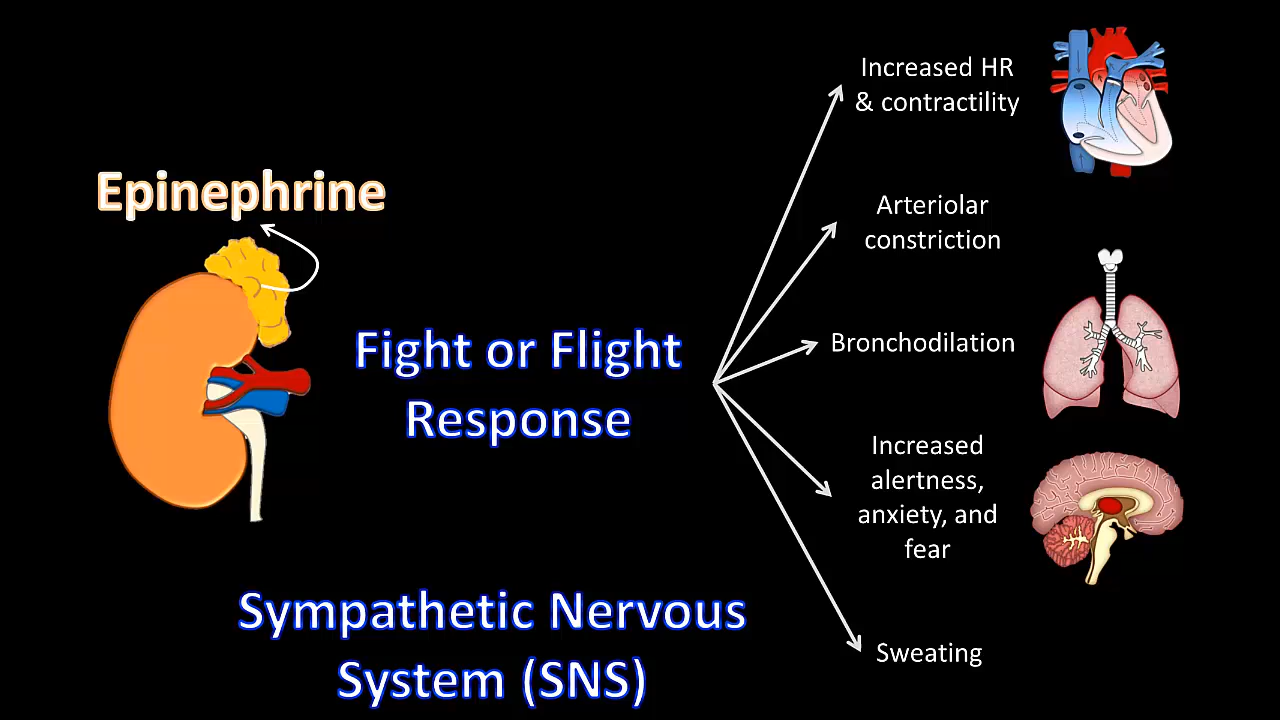 Epinephrine
Fight or Flight
Response
Sympathetic Nervous
System (SNS)
Increased HR
& contractility
Arteriolar
constriction
Bronchodilation
Increased
alertness,
anxiety, and
fear
Sweating